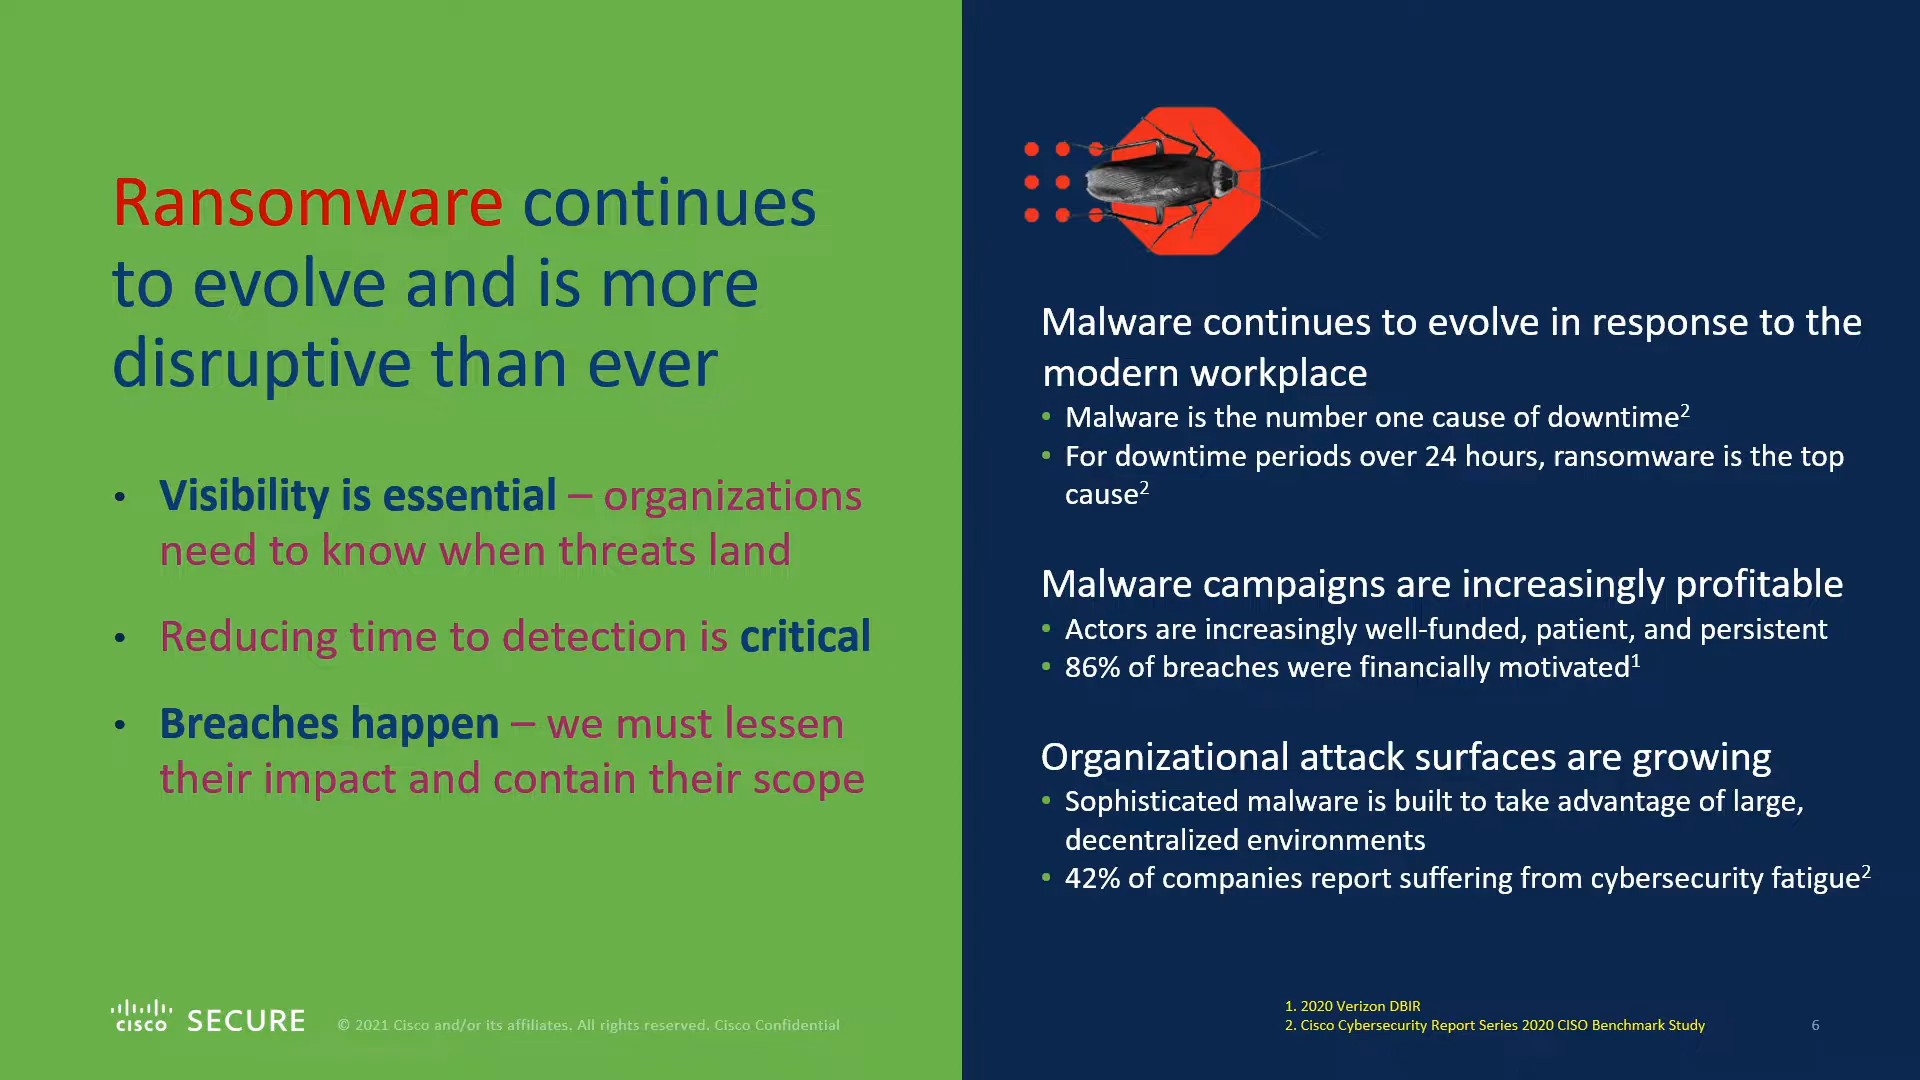 Ransomware continues
to evolve and is more
disruptive than ever
• Visibility is essential – organizations
need to know when threats land
• Reducing time to detection is critical
• Breaches happen – we must lessen
their impact and contain their scope
cisco SECURE
© 2021 Cisco and/or its affiliates. All rights reserved. Cisco Confidential
Malware continues to evolve in response to the
modern workplace
• Malware is the number one cause of downtime²
• For downtime periods over 24 hours, ransomware is the top
cause²
Malware campaigns are increasingly profitable
• Actors are increasingly well-funded, patient, and persistent
• 86% of breaches were financially motivated¹
Organizational attack surfaces are growing
• Sophisticated malware is built to take advantage of large,
decentralized environments
• 42% of companies report suffering from cybersecurity fatigue²
1. 2020 Verizon DBIR
2. Cisco Cybersecurity Report Series 2020 CISO Benchmark Study
6